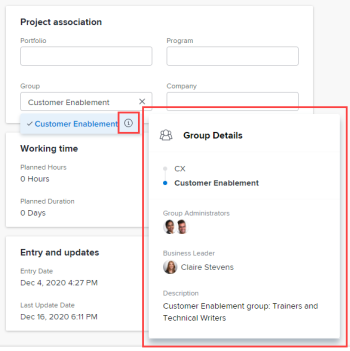 Project association
Portfolio
Program
Group
Company
Customer Enablement
Customer Enablement
Group Details
CX
Customer Enablement
Group Administrators
Business Leader
Claire Stevens
Description
Customer Enablement group: Trainers and
Technical Writers
Working time
Planned Hours
0 Hours
Planned Duration
0 Days
Entry and updates
Entry Date
Dec 4, 2020 4:27 PM
Last Update Date
Dec 16, 2020 6:11 PM